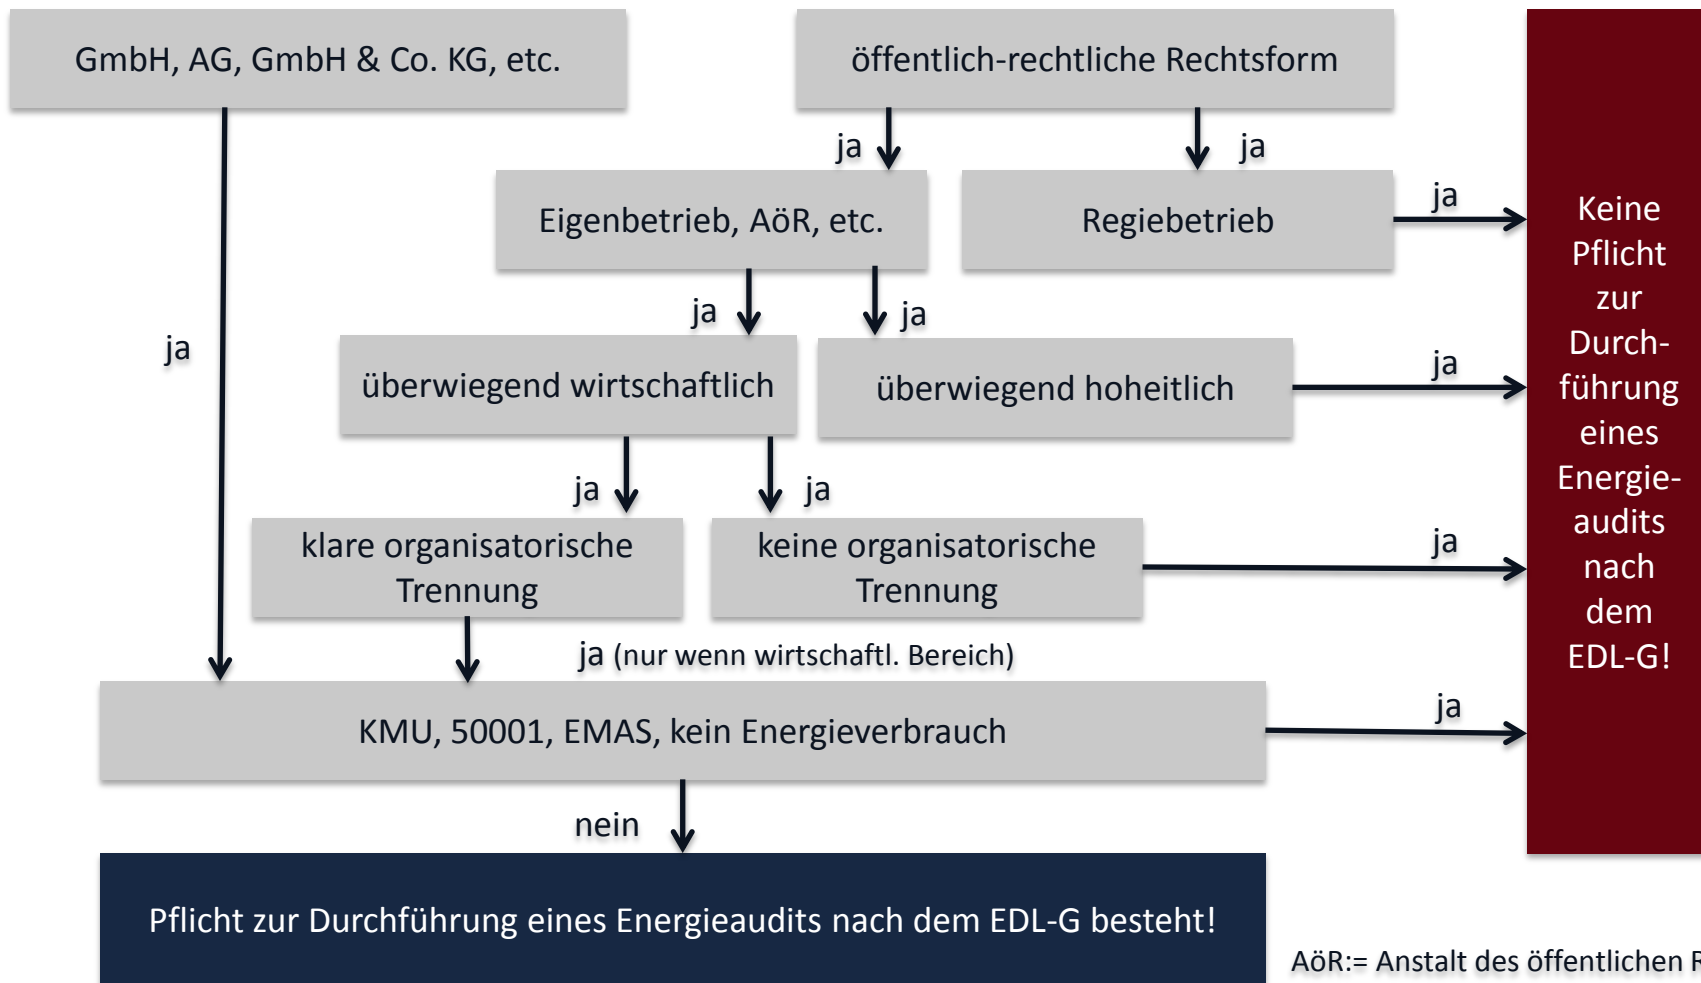 GmbH, AG, GmbH & Co. KG, etc.
öffentlich-rechtliche Rechtsform
ja
ja
Eigenbetrieb, AöR, etc.
Regiebetrieb
ja
ja
ja
ja
überwiegend wirtschaftlich
überwiegend hoheitlich
ja
ja
ja
klare organisatorische
Trennung
keine organisatorische
Trennung
ja
ja (nur wenn wirtschaftl. Bereich)
KMU, 50001, EMAS, kein Energieverbrauch
ja
nein
Pflicht zur Durchführung eines Energieaudits nach dem EDL-G besteht!
Keine
Pflicht
zur
Durch-
führung
eines
Energie-
audits
nach
dem
EDL-G!
AöR:= Anstalt des öffentlichen